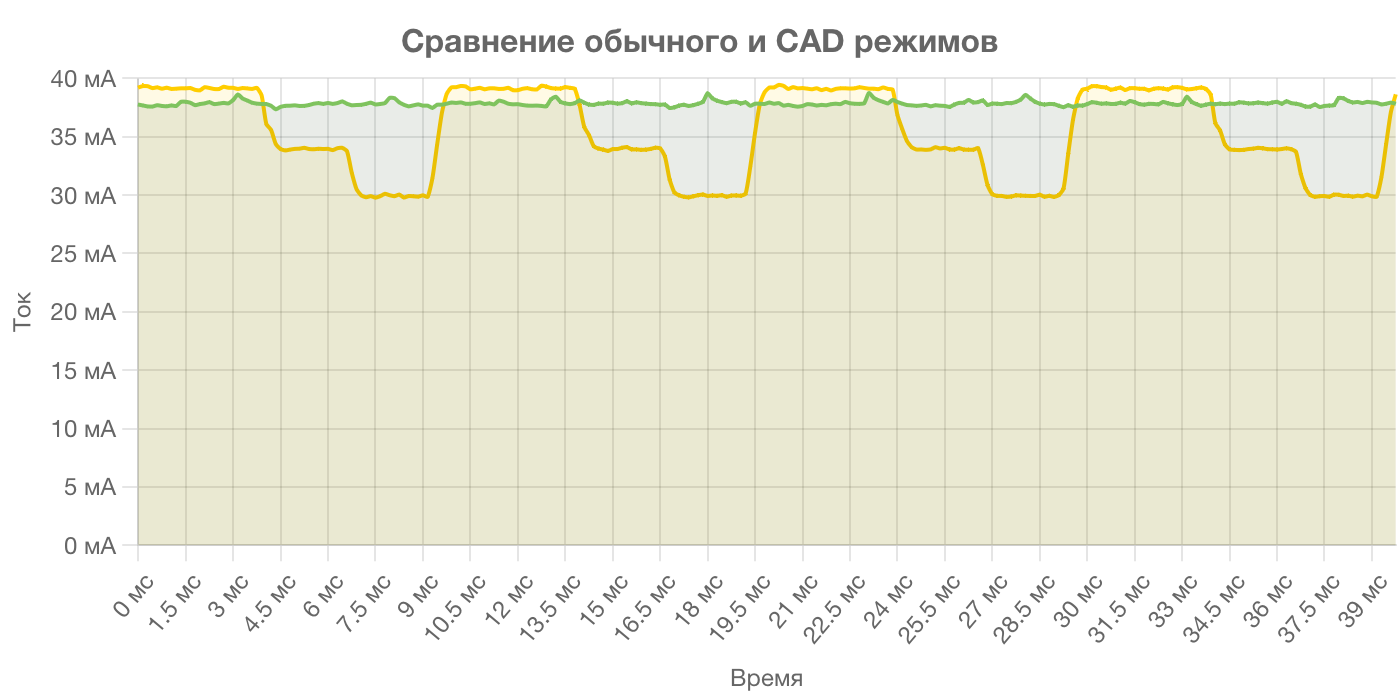 Сравнение обычного и CAD режимов
40 мА
35 мА
30 мА
25 мА
20 мА
15 мА
10 мА
5 мА
0 мА
Ток
0 мс
1.5 мс
3 мс
4.5 мс
6 мс
7.5 мс
9 мс
10.5 мс
12 мс
13.5 мс
15 мс
16.5 мс
18 мс
19.5 мс
21 мс
22.5 мс
24 мс
25.5 мс
27 мс
28.5 мс
30 мс
31.5 мс
33 мс
34.5 мс
36 мс
37.5 мс
39 мс
Время